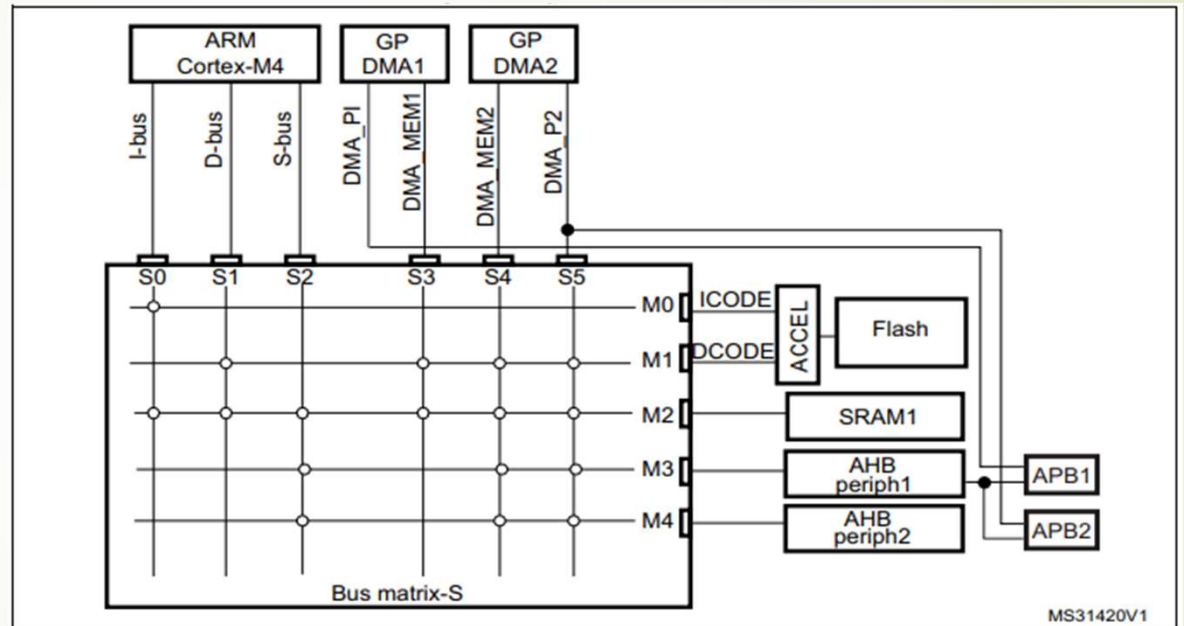 ARM
Cortex-M4
GP
DMA1
GP
DMA2
I-bus
D-bus
S-bus
DMA_PI
DMA_MEM1
DMA_MEM2
DMA_P2
S0 S1 S2 S3 S4 S5
M0
ICODE
M1
DCODE
ACCEL
Flash
M2
SRAM1
M3
AHB
periph1
APB1
M4
AHB
periph2
APB2
Bus matrix-S
MS31420V1